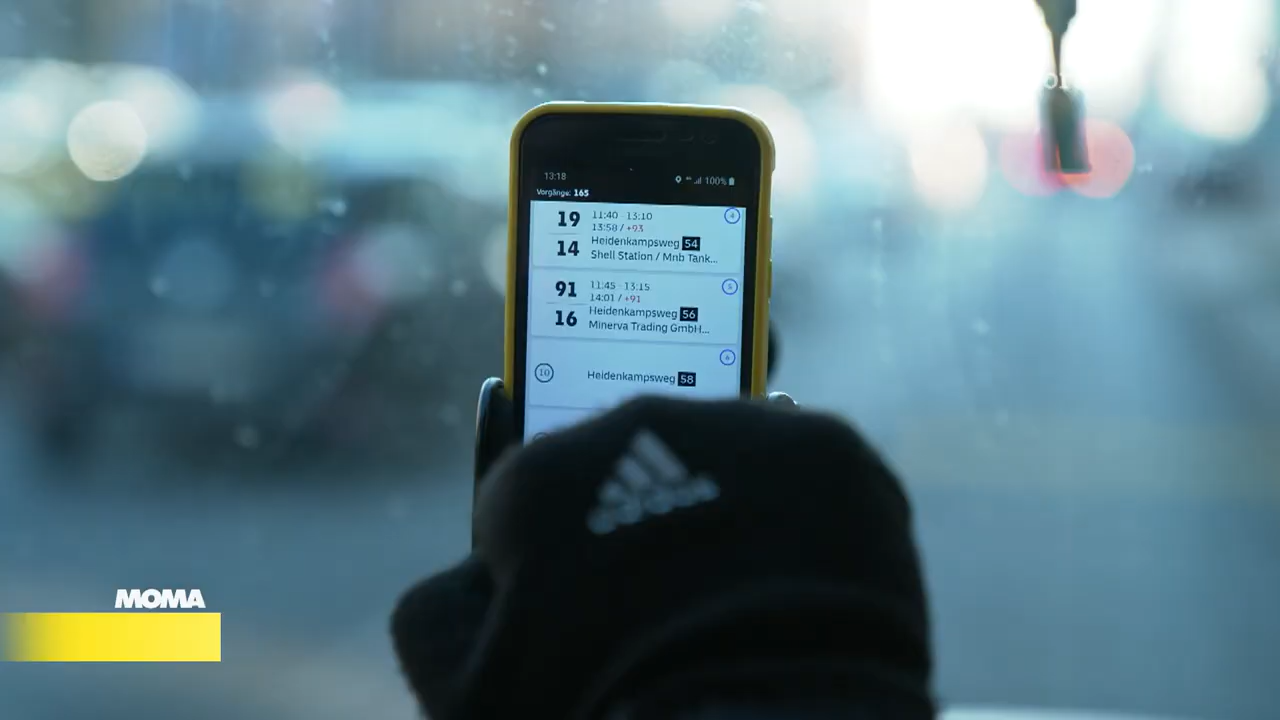 13:18
100%
Vorgänge: 165
19
11:40 - 13:10
13:58 / +93
4
14
Heidenkampsweg 54
Shell Station / Mnb Tank...
91
11:45 - 13:15
14:01 / +91
5
16
Heidenkampsweg 56
Minerva Trading GmbH...
6
10
Heidenkampsweg 58
adidas
MOMA